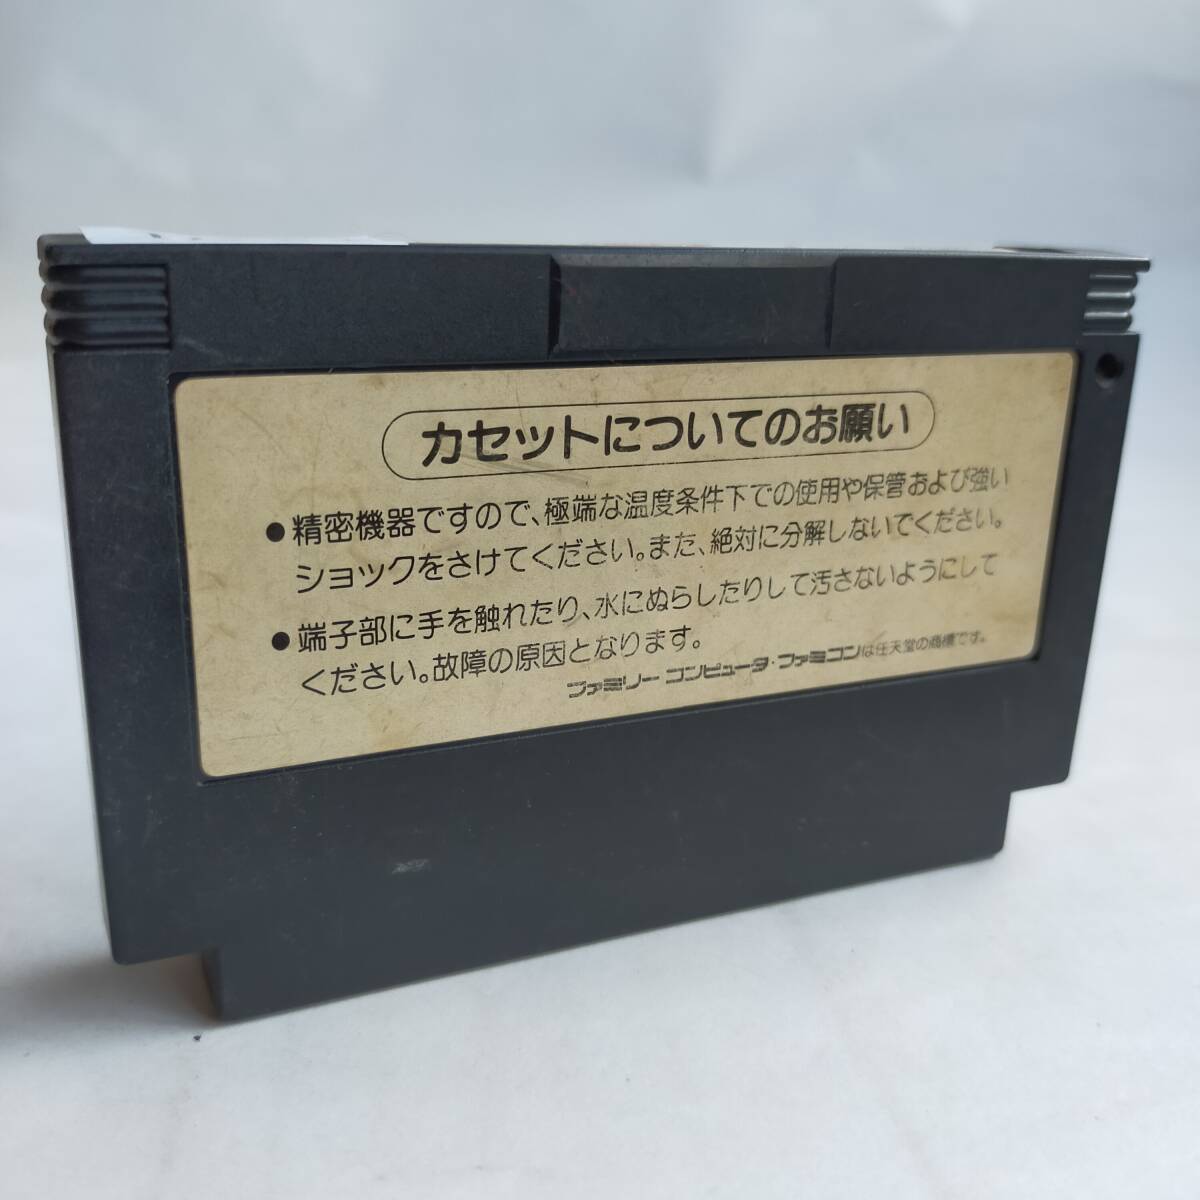 カセットについてのお願い
●精密機器ですので、極端な温度条件下での使用や保管および強い
ショックをさけてください。また、絶対に分解しないでください。
●端子部に手を触れたり、水にぬらしたりして汚さないようにして
ください。故障の原因となります。
ファミリー コンピュータ・ファミコンは任天堂の商標です。